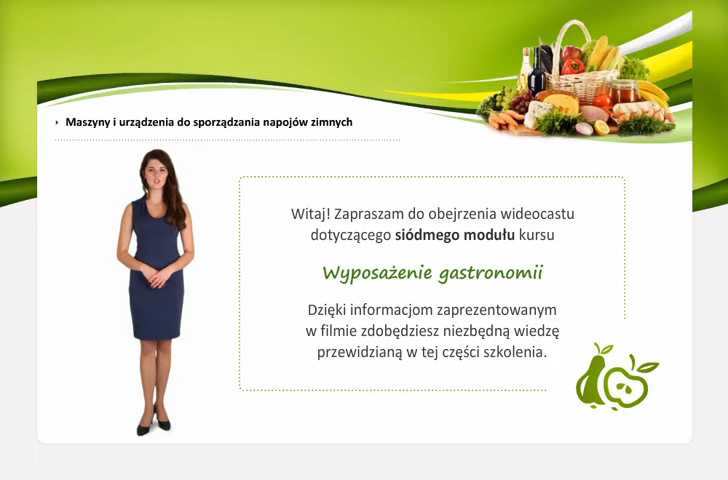 Maszyny i urządzenia do sporządzania napojów zimnych
Witaj! Zapraszam do obejrzenia wideocastu
dotyczącego siódmego modułu kursu
Wyposażenie gastronomii
Dzięki informacjom zaprezentowanym
w filmie zdobędziesz niezbędną wiedzę
przewidzianą w tej części szkolenia.